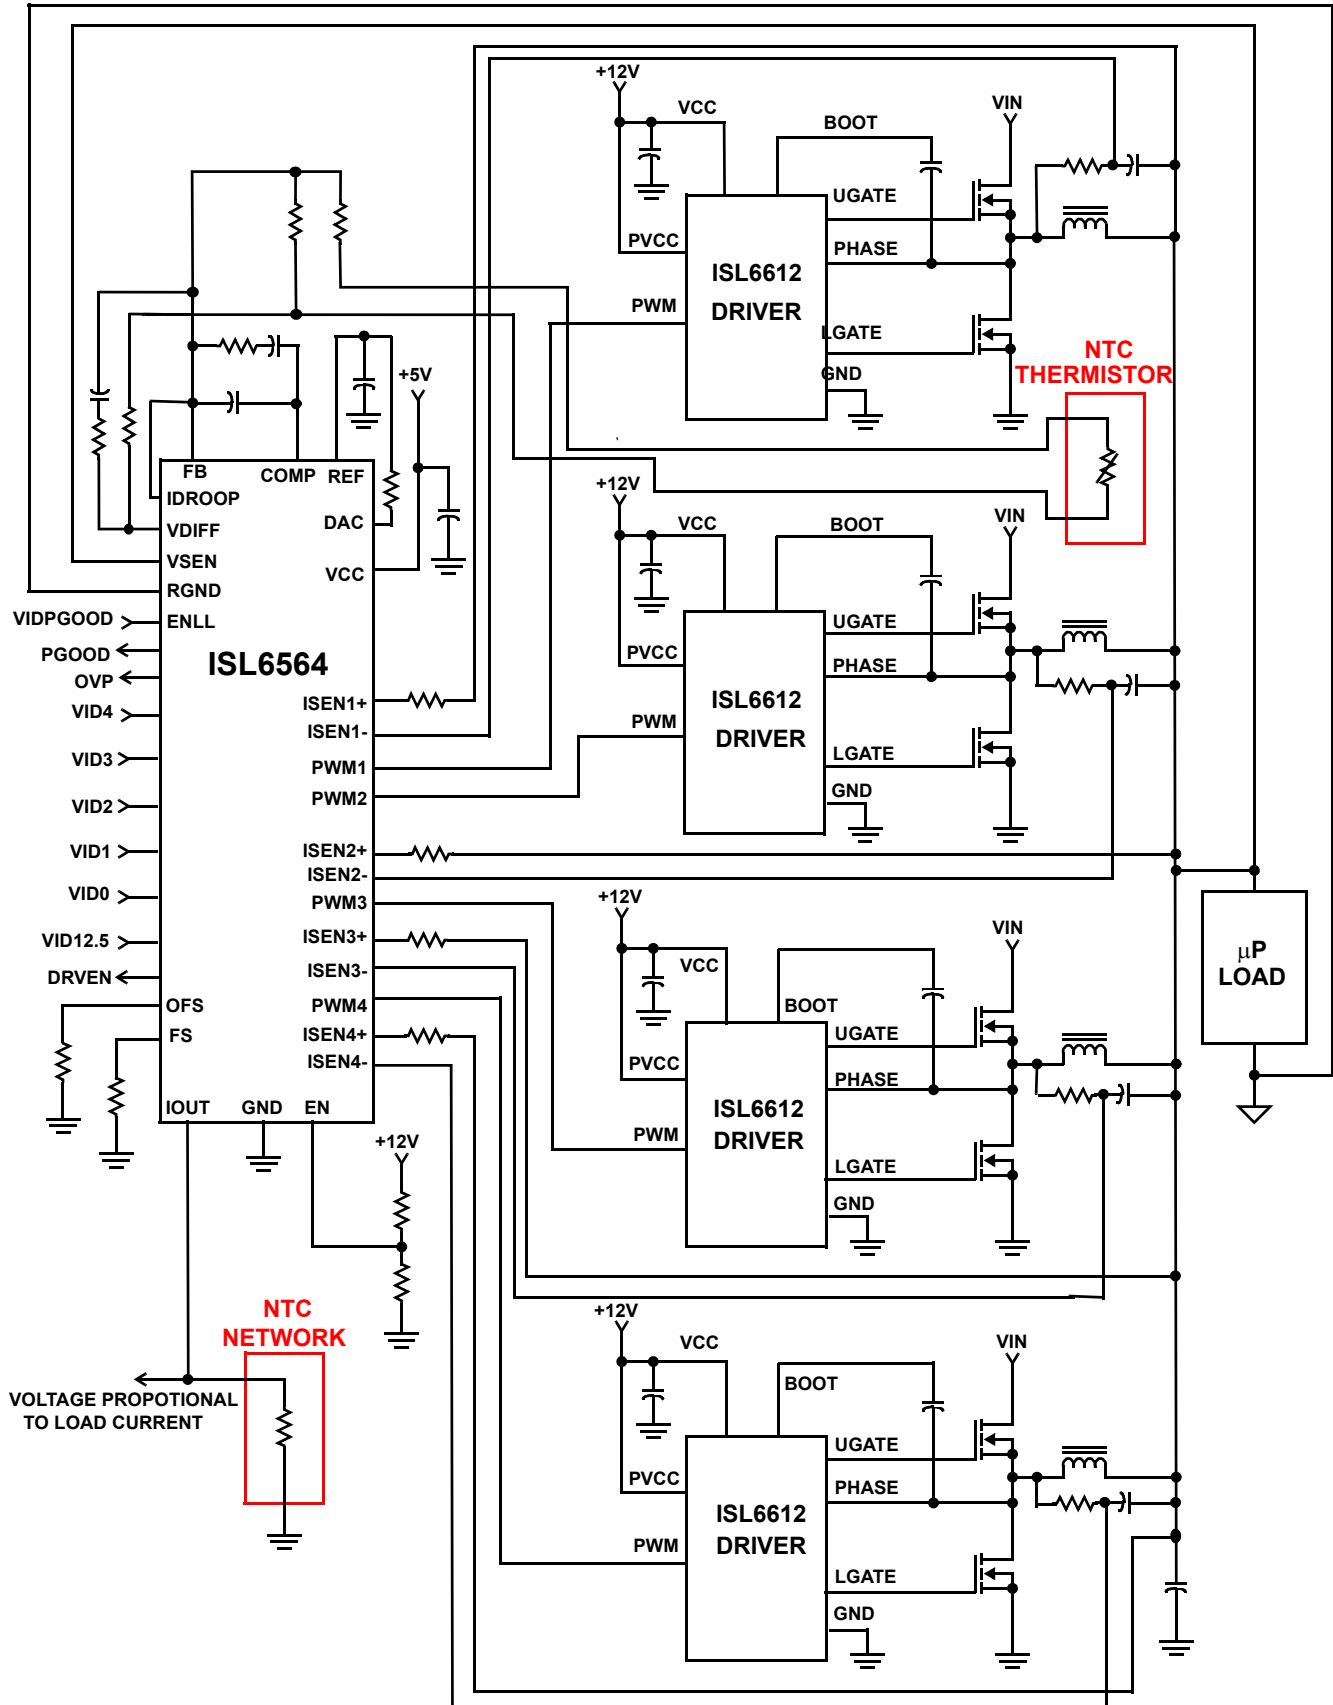 +12V
VCC
BOOT
VIN
UGATE
PVCC
PHASE
ISL6612
DRIVER
PWM
LGATE
GND
NTC
THERMISTOR
+5V
FB
COMP
REF
IDROOP
DAC
VDIFF
VSEN
VCC
RGND
VIDPGOOD
ENLL
PGOOD
ISL6564
OVP
VID4
ISEN1+
ISEN1-
VID3
PWM1
VID2
PWM2
VID1
ISEN2+
ISEN2-
VID0
PWM3
VID12.5
ISEN3+
DRVEN
ISEN3-
OFS
PWM4
FS
ISEN4+
ISEN4-
IOUT
GND
EN
+12V
NTC
NETWORK
VOLTAGE PROPOTIONAL
TO LOAD CURRENT
+12V
VCC
BOOT
VIN
UGATE
PVCC
PHASE
ISL6612
DRIVER
PWM
LGATE
GND
+12V
VCC
BOOT
VIN
UGATE
PVCC
PHASE
ISL6612
DRIVER
PWM
LGATE
GND
μP
LOAD
+12V
VCC
BOOT
VIN
UGATE
PVCC
PHASE
ISL6612
DRIVER
PWM
LGATE
GND